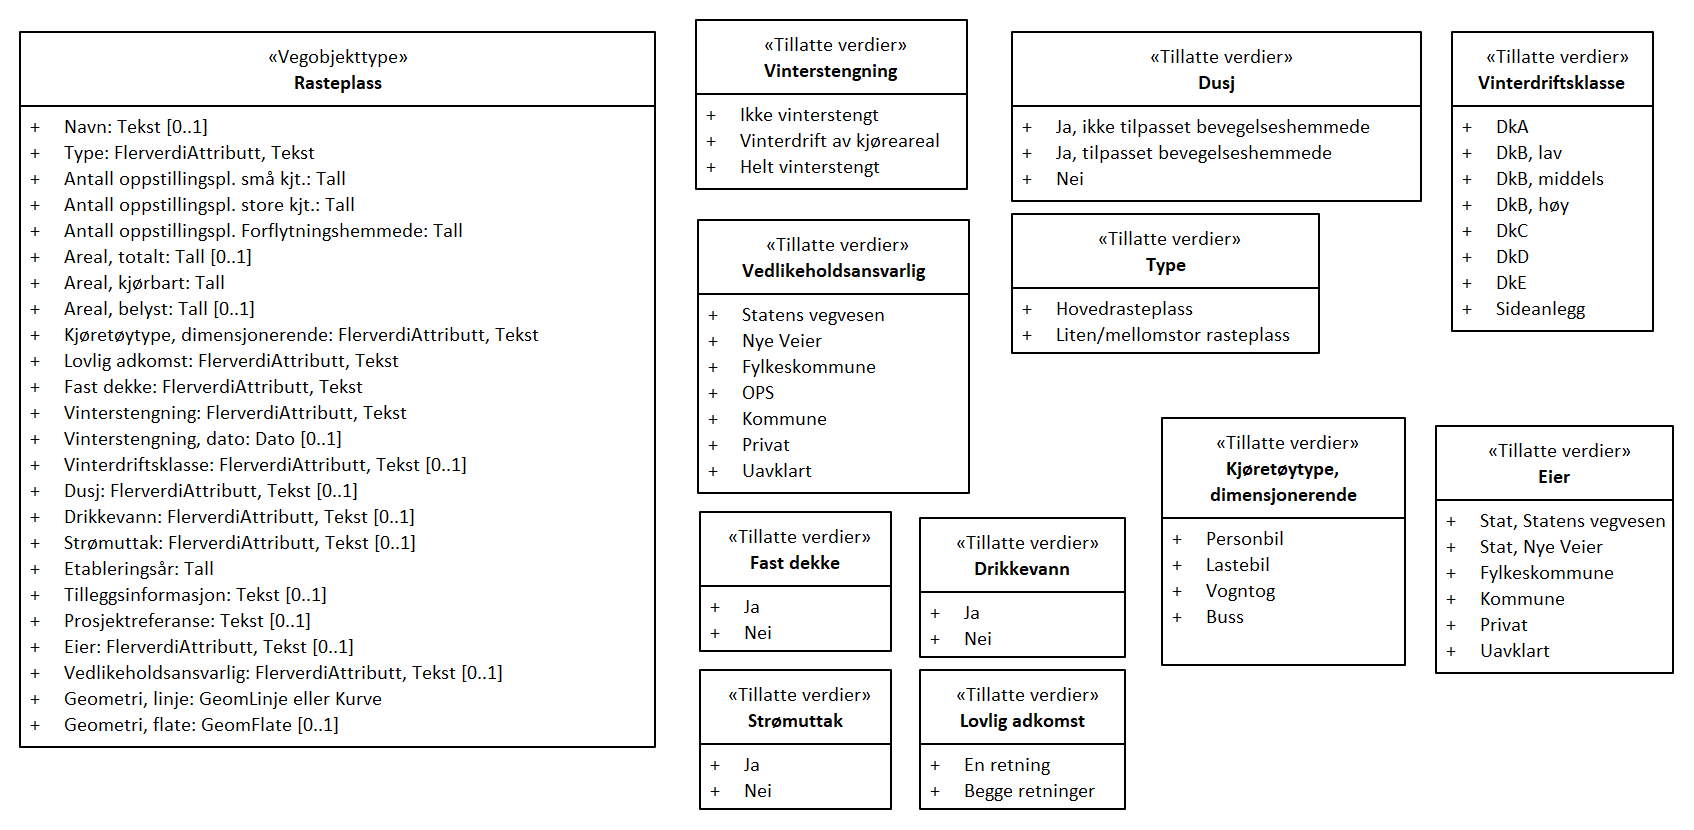 «Vegobjekttype»
Rasteplass
+ Navn: Tekst [0..1]
+ Type: FlerverdiAttributt, Tekst
+ Antall oppstillingspl. små kjt.: Tall
+ Antall oppstillingspl. store kjt.: Tall
+ Antall oppstillingspl. Forflytningshemmede: Tall
+ Areal, totalt: Tall [0..1]
+ Areal, kjørbart: Tall
+ Areal, belyst: Tall [0..1]
+ Kjøretøytype, dimensjonerende: FlerverdiAttributt, Tekst
+ Lovlig adkomst: FlerverdiAttributt, Tekst
+ Fast dekke: FlerverdiAttributt, Tekst
+ Vinterstengning: FlerverdiAttributt, Tekst
+ Vinterstengning, dato: Dato [0..1]
+ Vinterdriftsklasse: FlerverdiAttributt, Tekst [0..1]
+ Dusj: FlerverdiAttributt, Tekst [0..1]
+ Drikkevann: FlerverdiAttributt, Tekst [0..1]
+ Strømuttak: FlerverdiAttributt, Tekst [0..1]
+ Etableringsår: Tall
+ Tilleggsinformasjon: Tekst [0..1]
+ Prosjektreferanse: Tekst [0..1]
+ Eier: FlerverdiAttributt, Tekst [0..1]
+ Vedlikeholdsansvarlig: FlerverdiAttributt, Tekst [0..1]
+ Geometri, linje: GeomLinje eller Kurve
+ Geometri, flate: GeomFlate [0..1]
«Tillatte verdier»
Vinterstengning
+ Ikke vinterstengt
+ Vinterdrift av kjøreareal
+ Helt vinterstengt
«Tillatte verdier»
Dusj
+ Ja, ikke tilpasset bevegelseshemmede
+ Ja, tilpasset bevegelseshemmede
+ Nei
«Tillatte verdier»
Vinterdriftsklasse
+ DkA
+ DkB, lav
+ DkB, middels
+ DkB, høy
+ DkC
+ DkD
+ DkE
+ Sideanlegg
«Tillatte verdier»
Vedlikeholdsansvarlig
+ Statens vegvesen
+ Nye Veier
+ Fylkeskommune
+ OPS
+ Kommune
+ Privat
+ Uavklart
«Tillatte verdier»
Type
+ Hovedrasteplass
+ Liten/mellomstor rasteplass
«Tillatte verdier»
Kjøretøytype,
dimensjonerende
+ Personbil
+ Lastebil
+ Vogntog
+ Buss
«Tillatte verdier»
Eier
+ Stat, Statens vegvesen
+ Stat, Nye Veier
+ Fylkeskommune
+ Kommune
+ Privat
+ Uavklart
«Tillatte verdier»
Fast dekke
+ Ja
+ Nei
«Tillatte verdier»
Drikkevann
+ Ja
+ Nei
«Tillatte verdier»
Strømuttak
+ Ja
+ Nei
«Tillatte verdier»
Lovlig adkomst
+ En retning
+ Begge retninger